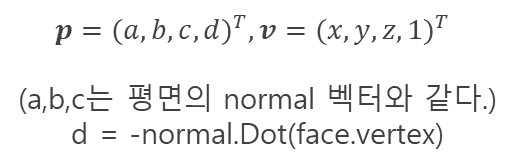 p = (a, b, c, d)ᵀ, v = (x, y, z, 1)ᵀ
(a,b,c는 평면의 normal 벡터와 같다.)
d = -normal.Dot(face.vertex)